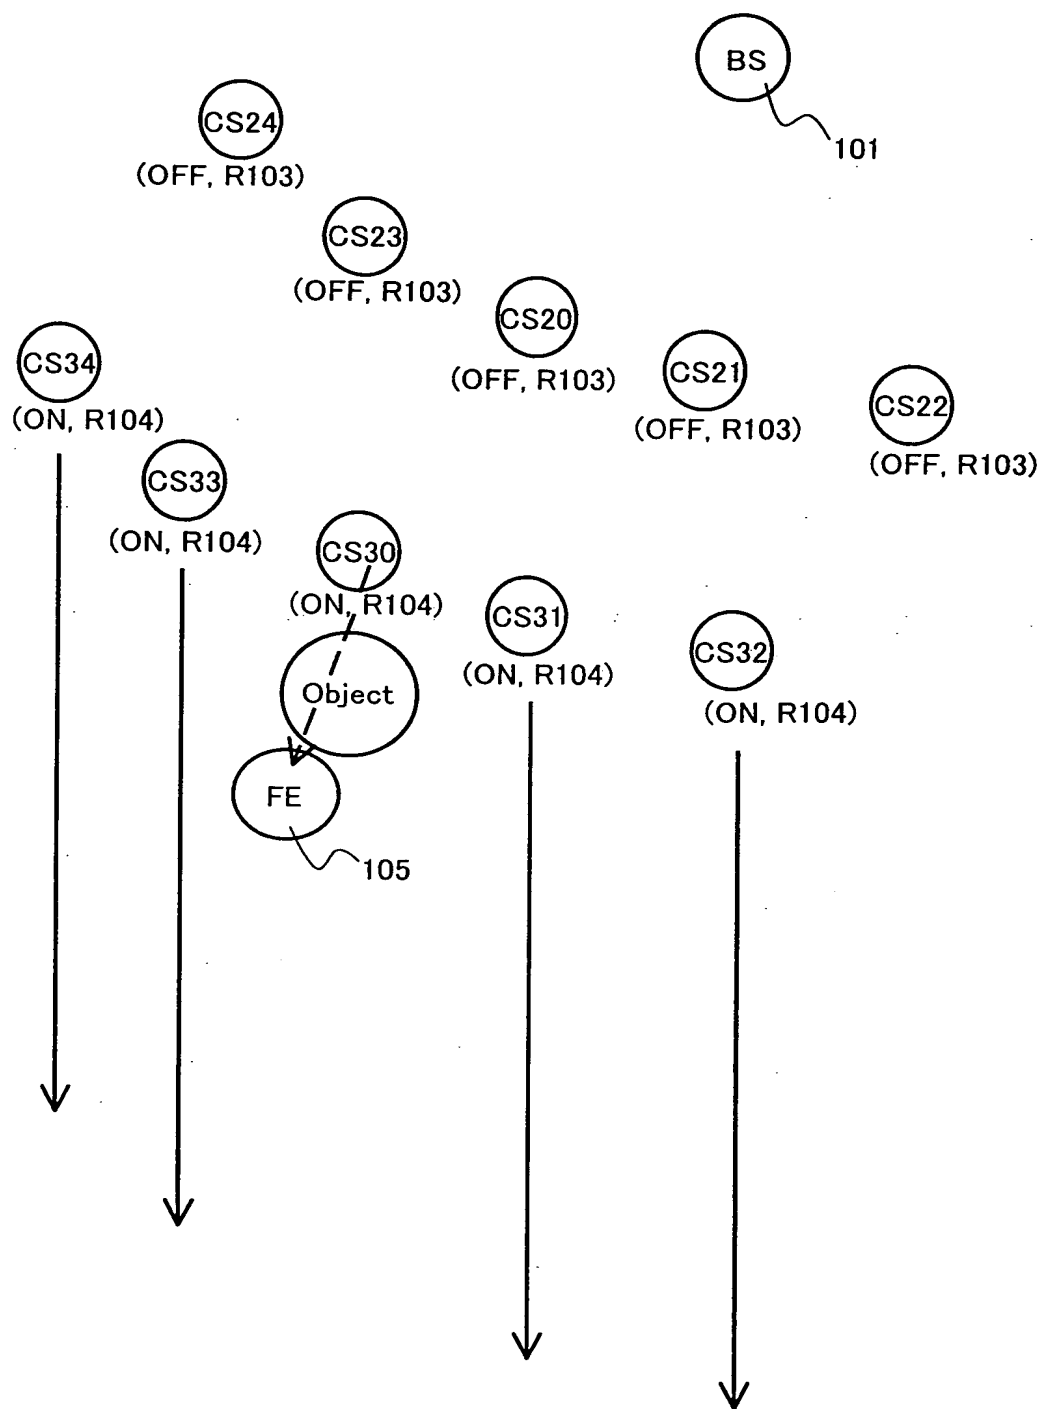 BS
101
CS24
(OFF, R103)
CS23
(OFF, R103)
CS20
(OFF, R103)
CS21
(OFF, R103)
CS22
(OFF, R103)
CS34
(ON, R104)
CS33
(ON, R104)
CS30
(ON, R104)
CS31
(ON, R104)
CS32
(ON, R104)
Object
FE
105